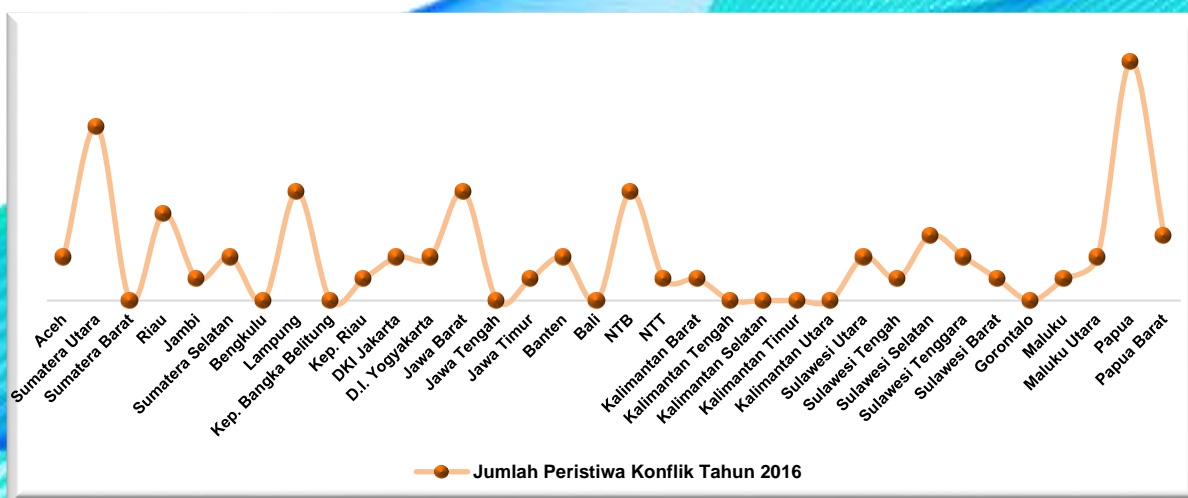 Aceh
Sumatera Utara
Sumatera Barat
Riau
Jambi
Sumatera Selatan
Bengkulu
Lampung
Kep. Bangka Belitung
Kep. Riau
DKI Jakarta
D.I. Yogyakarta
Jawa Barat
Jawa Tengah
Jawa Timur
Banten
Bali
NTB
NTT
Kalimantan Barat
Kalimantan Tengah
Kalimantan Selatan
Kalimantan Timur
Kalimantan Utara
Sulawesi Utara
Sulawesi Tengah
Sulawesi Selatan
Sulawesi Tenggara
Sulawesi Barat
Gorontalo
Maluku
Maluku Utara
Papua
Papua Barat
Jumlah Peristiwa Konflik Tahun 2016